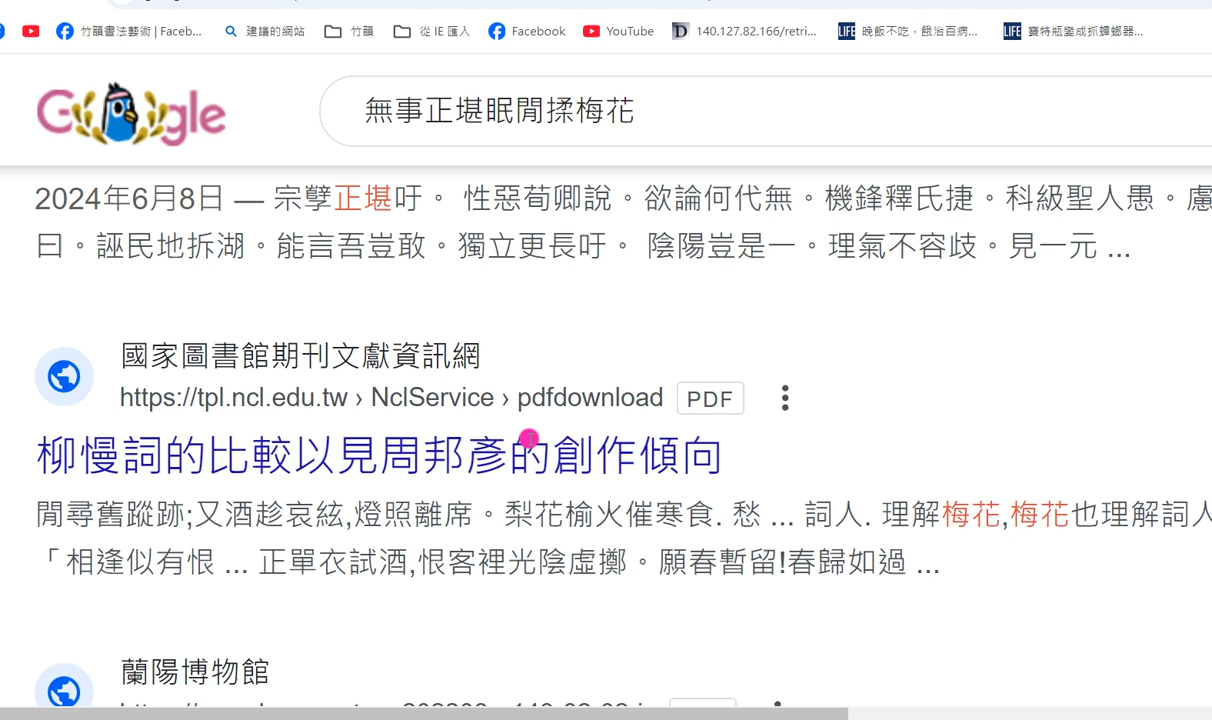 竹韻書法藝術 | Faceb... 建議的網站 竹韻 從 IE 匯入 Facebook YouTube 140.127.82.166/retri... 晚飯不吃，餓治百病... 寶特瓶變成抓蟑螂器...
Google 無事正堪眠閒揉梅花
2024年6月8日 — 宗孽正堪吁。 性惡荀卿說。欲論何代無。機鋒釋氏捷。科級聖人愚。慮
曰。誣民地拆湖。能言吾豈敢。獨立更長吁。 陰陽豈是一。理氣不容歧。見一元 ...
國家圖書館期刊文獻資訊網
https://tpl.ncl.edu.tw › NclService › pdfdownload PDF
柳慢詞的比較以見周邦彥的創作傾向
閒尋舊蹤跡;又酒趁哀絃,燈照離席。梨花榆火催寒食. 愁 ... 詞人. 理解梅花,梅花也理解詞人
「相逢似有恨 ... 正單衣試酒,恨客裡光陰虛擲。願春暫留!春歸如過 ...
蘭陽博物館